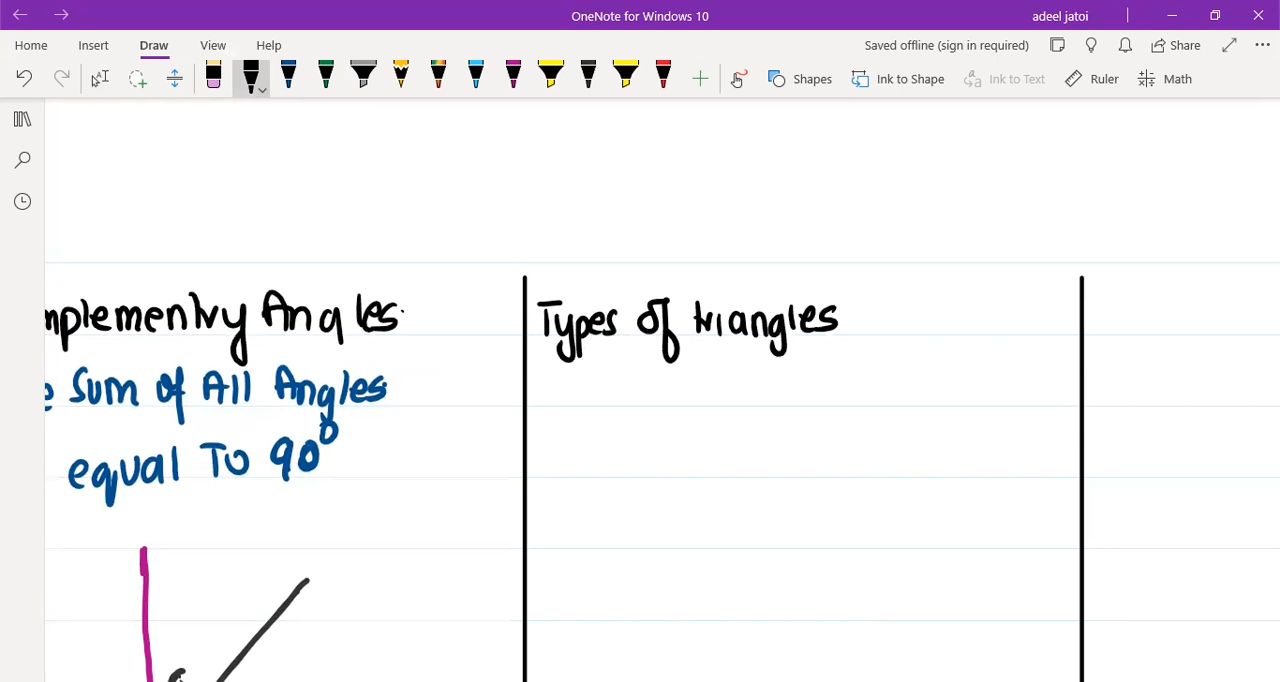 OneNote for Windows 10
adeel jatoi
Home Insert Draw View Help
Saved offline (sign in required)
Share
Shapes
Ink to Shape
Ink to Text
Ruler
Math
mplementry Angles.
Sum of All Angles
equal To 90°
Types of triangles